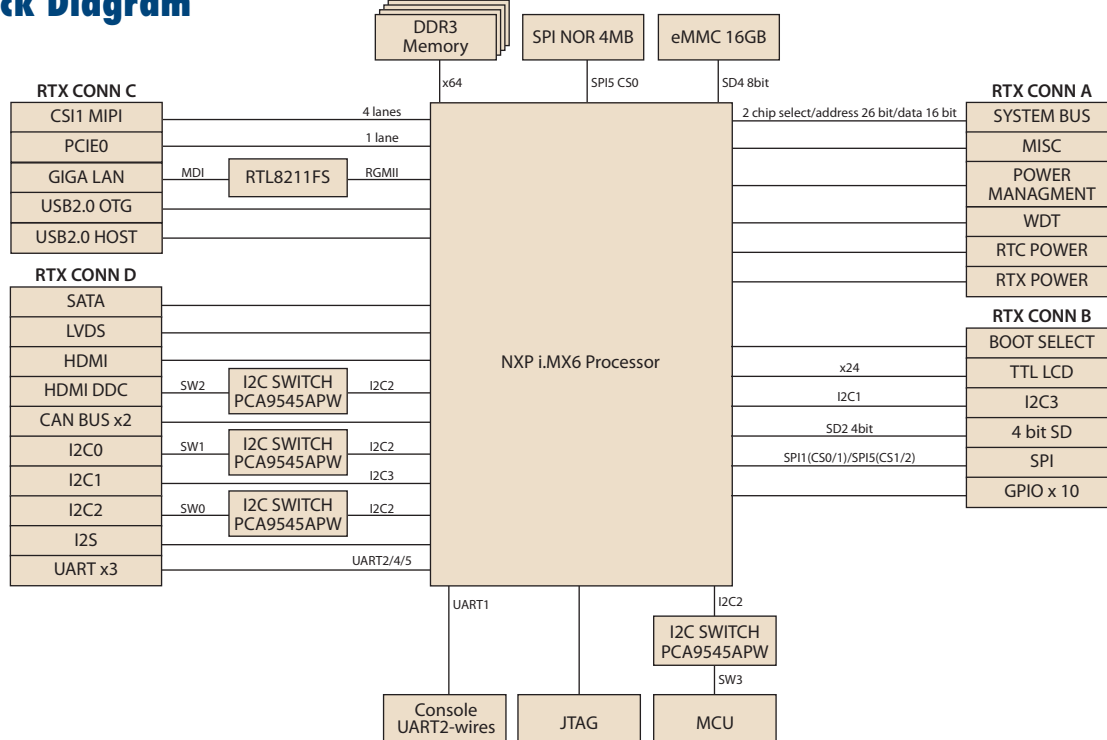 ck Diagram
DDR3
Memory
SPI NOR 4MB
eMMC 16GB
x64
SPI5 CS0
SD4 8bit
RTX CONN C
CSI1 MIPI
4 lanes
PCIE0
1 lane
GIGA LAN
MDI
RTL8211FS
RGMII
USB2.0 OTG
USB2.0 HOST
RTX CONN D
SATA
LVDS
HDMI
HDMI DDC
SW2
I2C SWITCH
PCA9545APW
I2C2
CAN BUS x2
I2C0
SW1
I2C SWITCH
PCA9545APW
I2C2
I2C1
I2C3
I2C2
SW0
I2C SWITCH
PCA9545APW
I2C2
I2S
UART x3
UART2/4/5
NXP i.MX6 Processor
RTX CONN A
2 chip select/address 26 bit/data 16 bit
SYSTEM BUS
MISC
POWER
MANAGMENT
WDT
RTC POWER
RTX POWER
RTX CONN B
BOOT SELECT
x24
TTL LCD
I2C1
I2C3
SD2 4bit
4 bit SD
SPI1(CS0/1)/SPI5(CS1/2)
SPI
GPIO x 10
UART1
I2C2
I2C SWITCH
PCA9545APW
SW3
Console
UART2-wires
JTAG
MCU